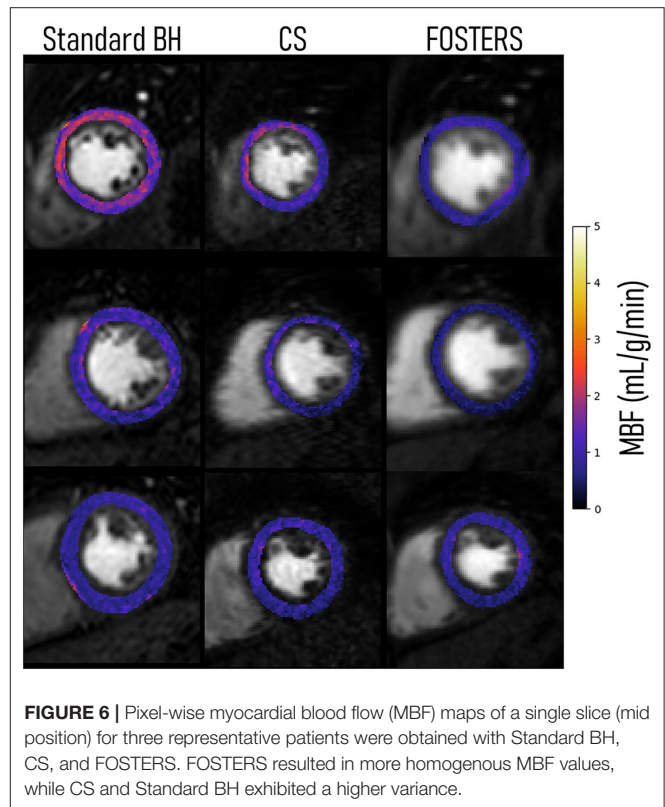 Standard BH CS FOSTERS
5
4
3
2
1
0
MBF (mL/g/min)
FIGURE 6 | Pixel-wise myocardial blood flow (MBF) maps of a single slice (mid
position) for three representative patients were obtained with Standard BH,
CS, and FOSTERS. FOSTERS resulted in more homogenous MBF values,
while CS and Standard BH exhibited a higher variance.